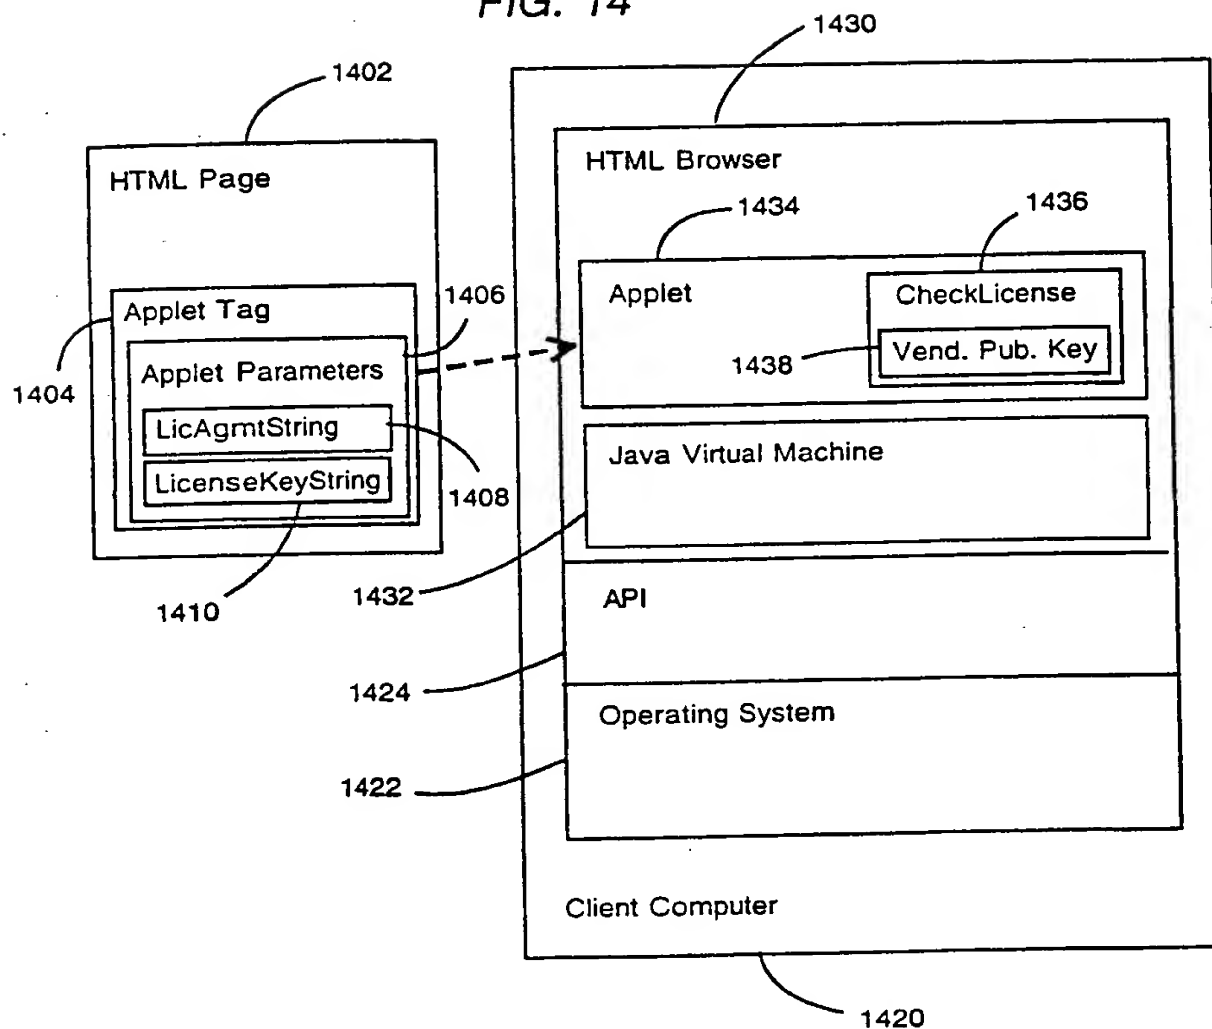 FIG. 14
1430
1402
HTML Page
HTML Browser
1434
1436
Applet Tag
1406
Applet
CheckLicense
Applet Parameters
1438
Vend. Pub. Key
1404
LicAgmtString
Java Virtual Machine
LicenseKeyString
1408
1432
API
1410
1424
Operating System
1422
Client Computer
1420